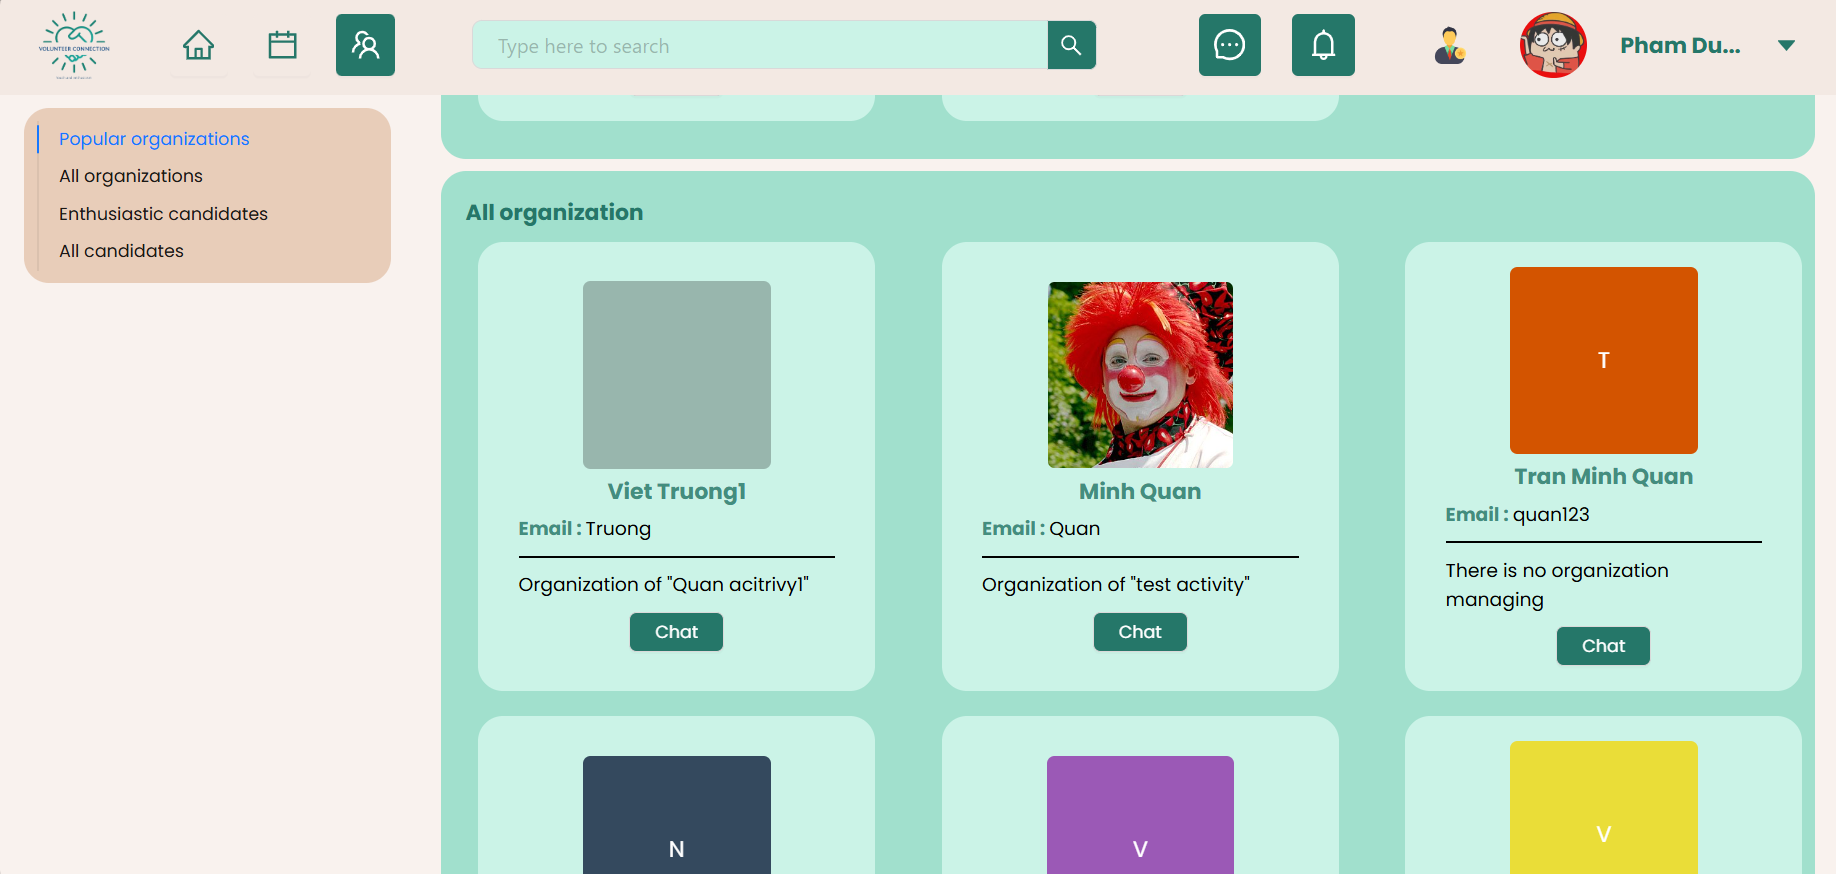 VOLUNTEER CONNECTION
Type here to search
Pham Du...
Popular organizations
All organizations
Enthusiastic candidates
All candidates
All organization
Viet Truong1
Email : Truong
Organization of "Quan acitrivy1"
Chat
Minh Quan
Email : Quan
Organization of "test activity"
Chat
T
Tran Minh Quan
Email : quan123
There is no organization
managing
Chat
N
V
V